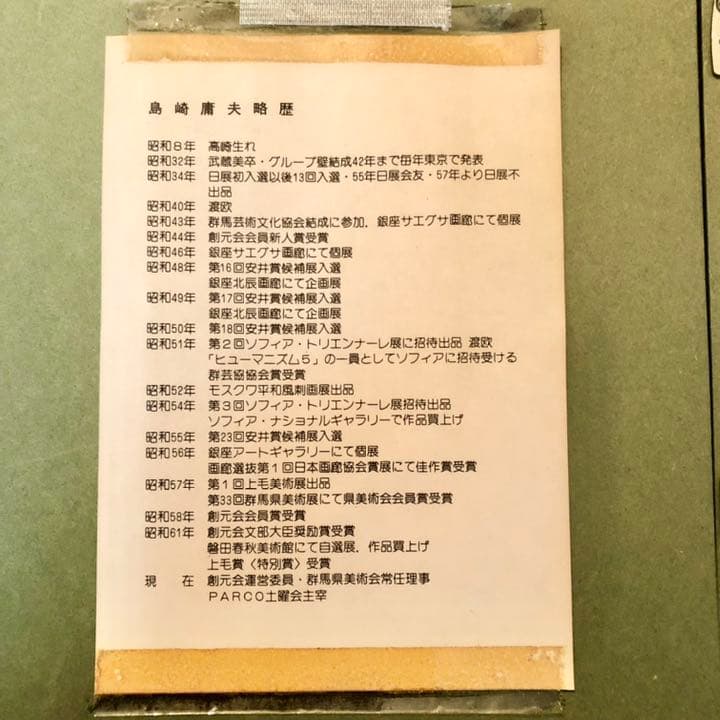 島崎庸夫略歴
昭和8年 高崎生れ
昭和32年 武蔵美卒・グループ壁結成42年まで毎年東京で発表
昭和34年 日展初入選以後13回入選・55年日展会友・57年より日展不
出品
昭和40年 渡欧
昭和43年 群馬芸術文化協会結成に参加．銀座サエグサ画廊にて個展
昭和44年 創元会会員新人賞受賞
昭和46年 銀座サエグサ画廊にて個展
昭和48年 第16回安井賞候補展入選
銀座北辰画廊にて企画展
昭和49年 第17回安井賞候補展入選
銀座北辰画廊にて企画展
昭和50年 第18回安井賞候補展入選
昭和51年 第2回ソフィア・トリエンナーレ展に招待出品 渡欧
「ヒューマニズム5」の一員としてソフィアに招待受ける
群芸協協会賞受賞
昭和52年 モスクワ平和風刺画展出品
昭和54年 第3回ソフィア・トリエンナーレ展招待出品
ソフィア・ナショナルギャラリーで作品買上げ
昭和55年 第23回安井賞候補展入選
昭和56年 銀座アートギャラリーにて個展
画廊選抜第1回日本画廊協会賞展にて佳作賞受賞
昭和57年 第1回上毛美術展出品
第33回群馬県美術展にて県美術会会員賞受賞
昭和58年 創元会会員賞受賞
昭和61年 創元会文部大臣奨励賞受賞
磐田春秋美術館にて自選展．作品買上げ
上毛賞〈特別賞〉受賞
現在 創元会運営委員・群馬県美術会常任理事
PARCO土曜会主宰